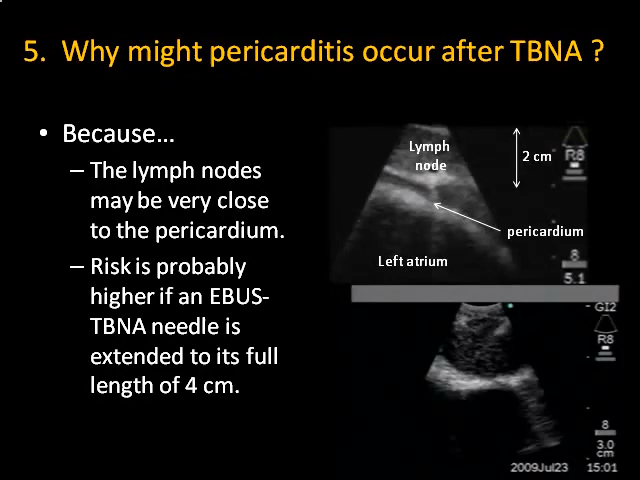 5. Why might pericarditis occur after TBNA ?
• Because…
– The lymph nodes
may be very close
to the pericardium.
– Risk is probably
higher if an EBUS-
TBNA needle is
extended to its full
length of 4 cm.
Lymph
node
2 cm
R8
pericardium
Left atrium
8
5.1
GI2
R8
8
3.0
cm
2009Jul23 15:01